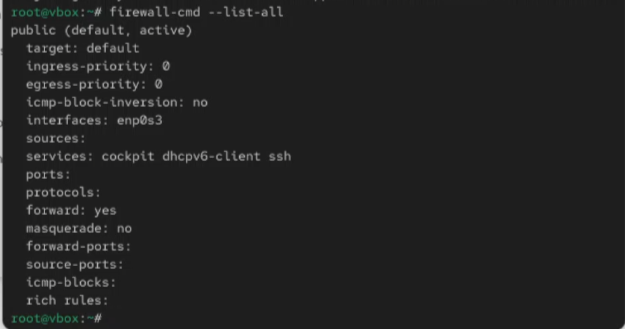 root@vbox:~# firewall-cmd --list-all
public (default, active)
  target: default
  ingress-priority: 0
  egress-priority: 0
  icmp-block-inversion: no
  interfaces: enp0s3
  sources:
  services: cockpit dhcpv6-client ssh
  ports:
  protocols:
  forward: yes
  masquerade: no
  forward-ports:
  source-ports:
  icmp-blocks:
  rich rules:
root@vbox:~#